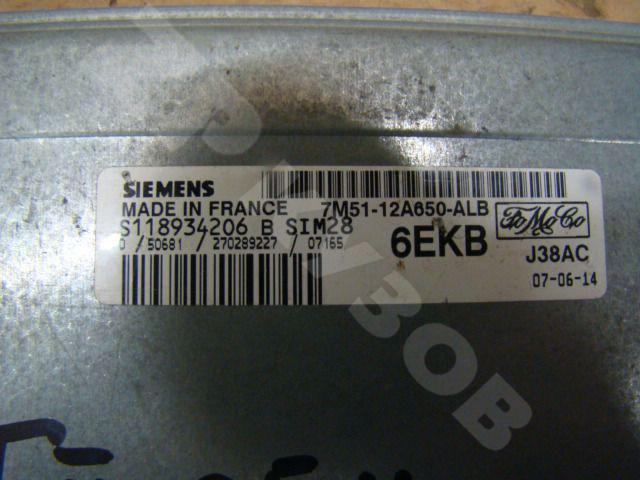 SIEMENS
MADE IN FRANCE 7M51-12A650-ALB
S118934206 B SIM28
0 / 50681 / 270289227 / 07165
6EKB
FoMoCo
J38AC
07-06-14